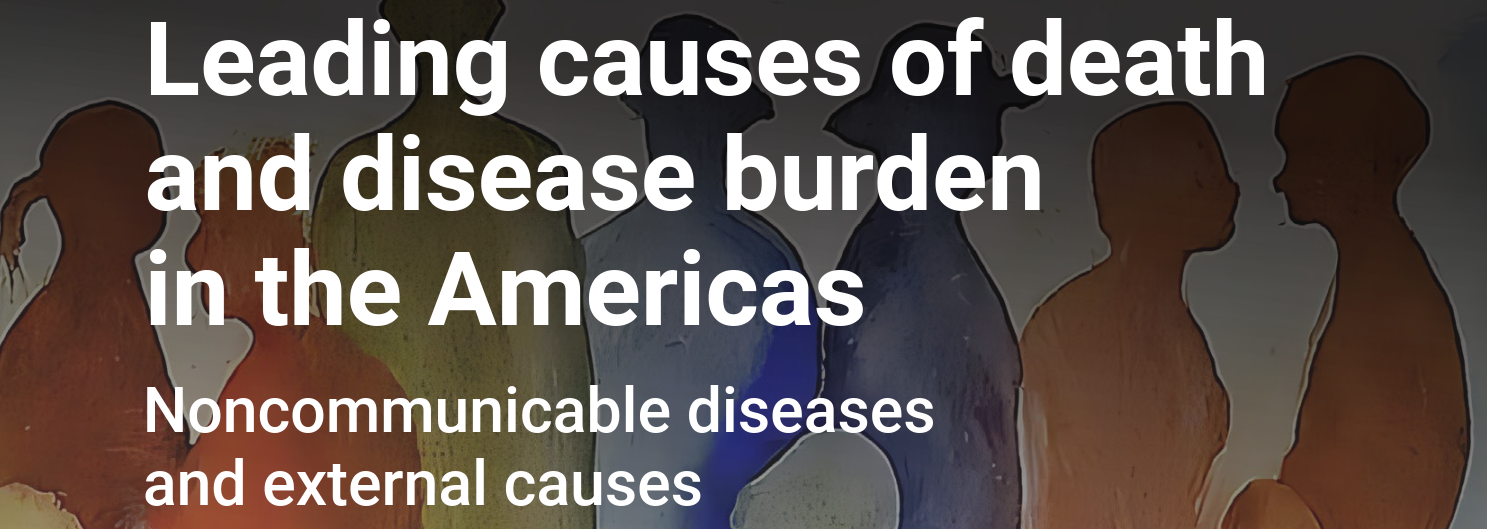 Leading causes of death
and disease burden
in the Americas
Noncommunicable diseases
and external causes